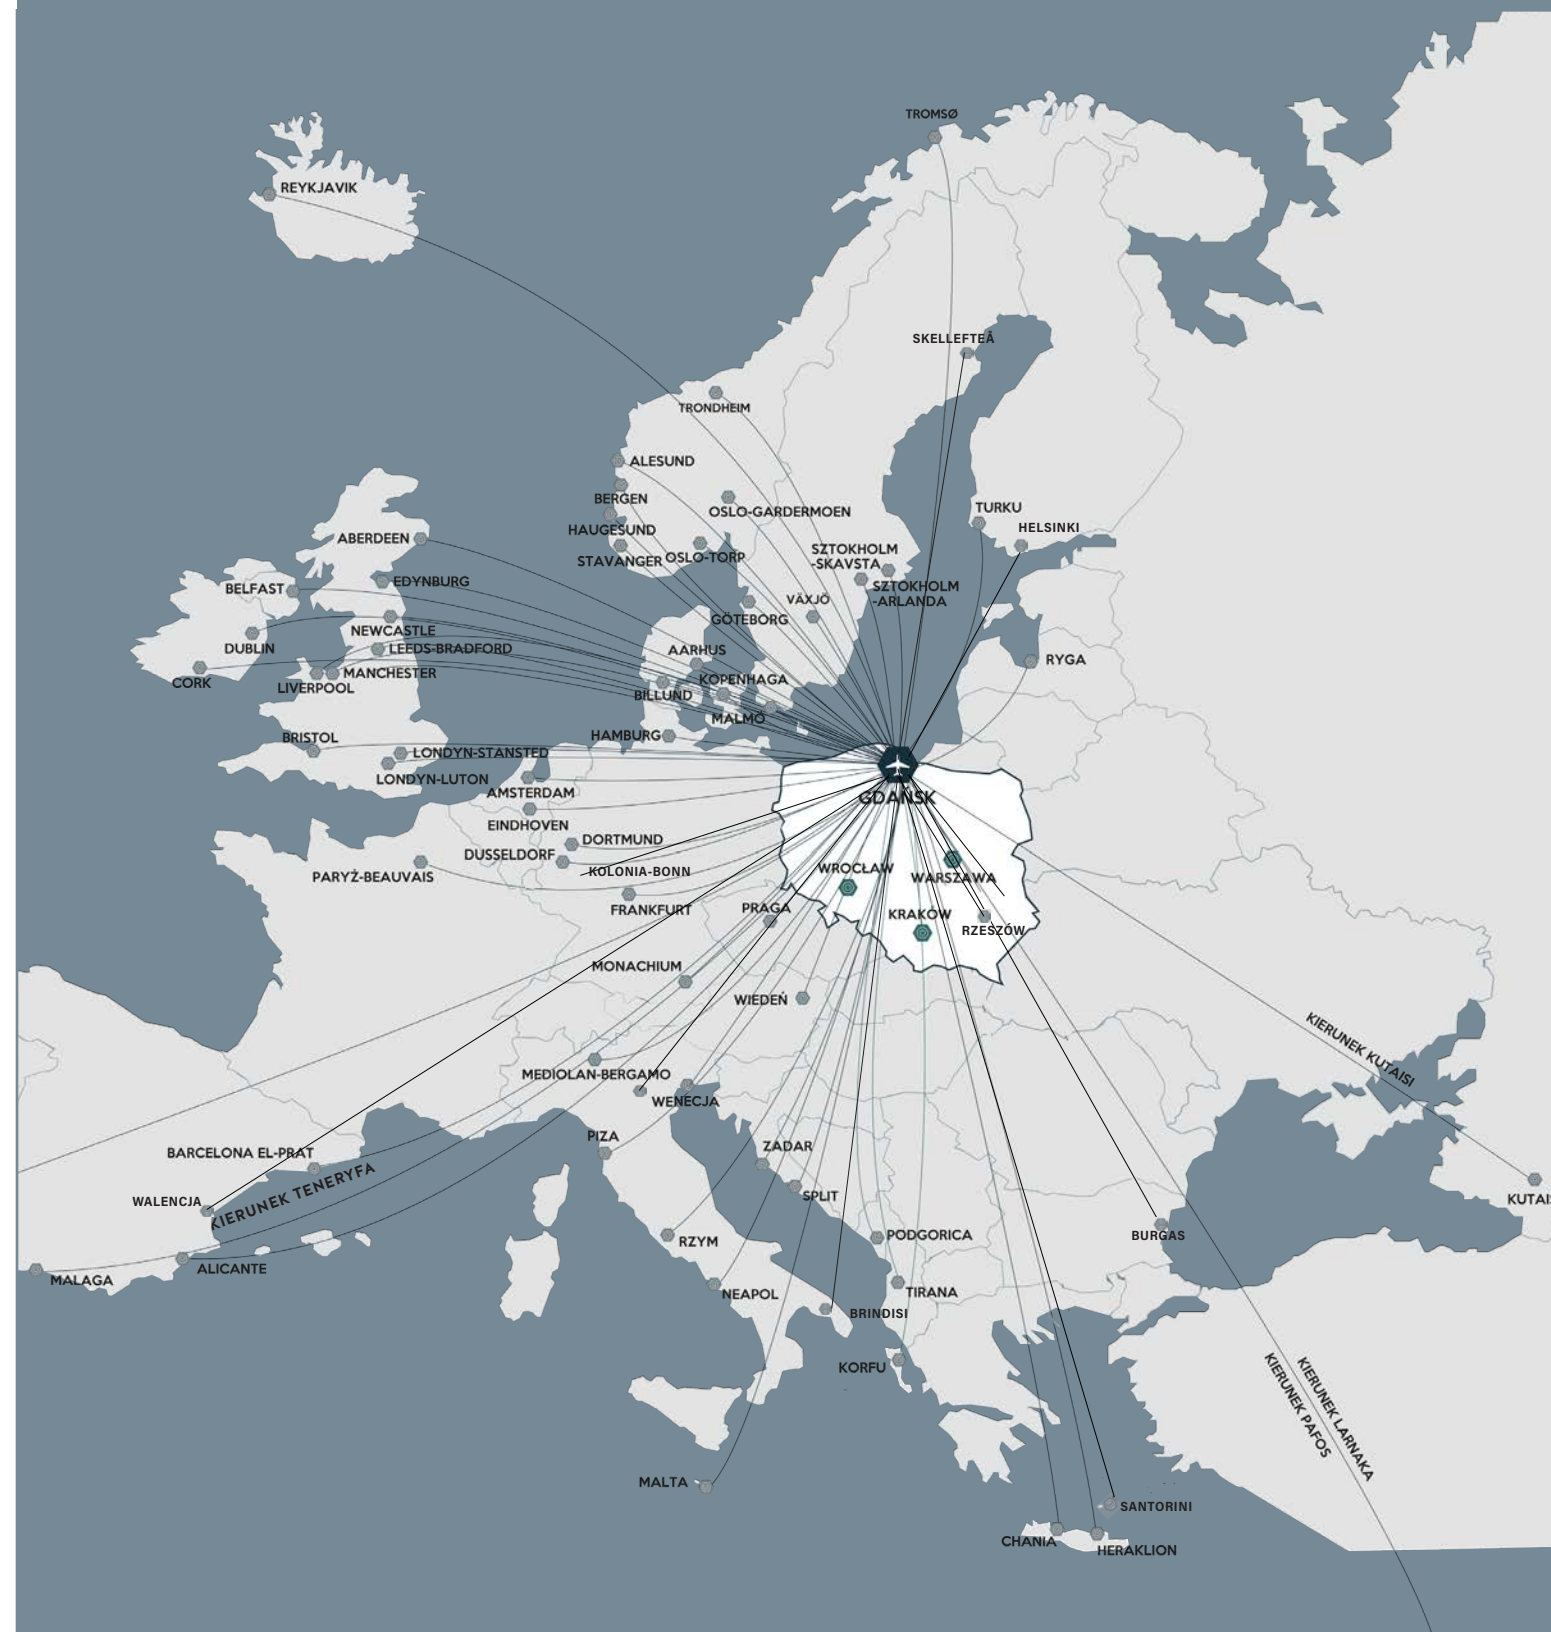 TROMSØ
REYKJAVIK
SKELLEFTEÅ
TRONDHEIM
ALESUND
BERGEN
OSLO-GARDERMOEN
HAUGESUND
TURKU
HELSINKI
ABERDEEN
STAVANGER
OSLO-TORP
SZTOKHOLM
-SKAVSTA
SZTOKHOLM
-ARLANDA
EDYNBURG
BELFAST
VÄXJÖ
GÖTEBORG
NEWCASTLE
DUBLIN
LEEDS-BRADFORD
AARHUS
RYGA
CORK
LIVERPOOL
MANCHESTER
KOPENHAGA
BILLUND
MALMÖ
HAMBURG
BRISTOL
LONDYN-STANSTED
LONDYN-LUTON
AMSTERDAM
GDAŃSK
EINDHOVEN
DORTMUND
DUSSELDORF
KOLONIA-BONN
PARYŻ-BEAUVAIS
WROCŁAW
WARSZAWA
FRANKFURT
PRAGA
KRAKÓW
RZESZÓW
MONACHIUM
WIEDEŃ
KIERUNEK KUTAISI
MEDIOLAN-BERGAMO
WENECJA
PIZA
BARCELONA EL-PRAT
ZADAR
KIERUNEK TENERYFA
WALENCJA
SPLIT
KUTAIS
RZYM
PODGORICA
BURGAS
ALICANTE
MALAGA
NEAPOL
TIRANA
BRINDISI
KORFU
KIERUNEK LARNAKA
KIERUNEK PAFOS
MALTA
SANTORINI
CHANIA
HERAKLION